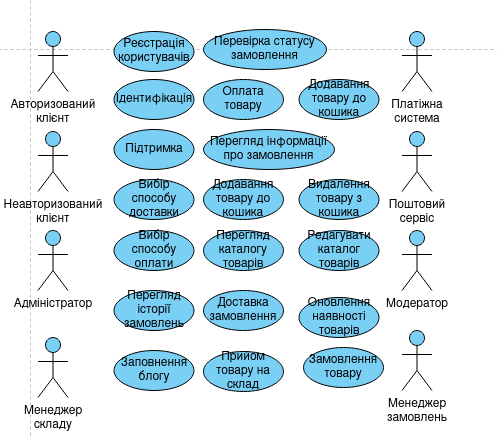 Реєстрація
користувачів
Перевірка статусу
замовлення
Авторизований
клієнт
Ідентифікація
Оплата
товару
Додавання
товару до
кошика
Платіжна
система
Підтримка
Перегляд інформації
про замовлення
Неавторизований
клієнт
Вибір
способу
доставки
Додавання
товару до
кошика
Видалення
товару з
кошика
Поштовий
сервіс
Вибір
способу
оплати
Перегляд
каталогу
товарів
Редагувати
каталог
товарів
Адміністратор
Модератор
Перегляд
історії
замовлень
Доставка
замовлення
Оновлення
наявності
товарів
Заповнення
блогу
Прийом
товару на
склад
Замовлення
товару
Менеджер
складу
Менеджер
замовлень